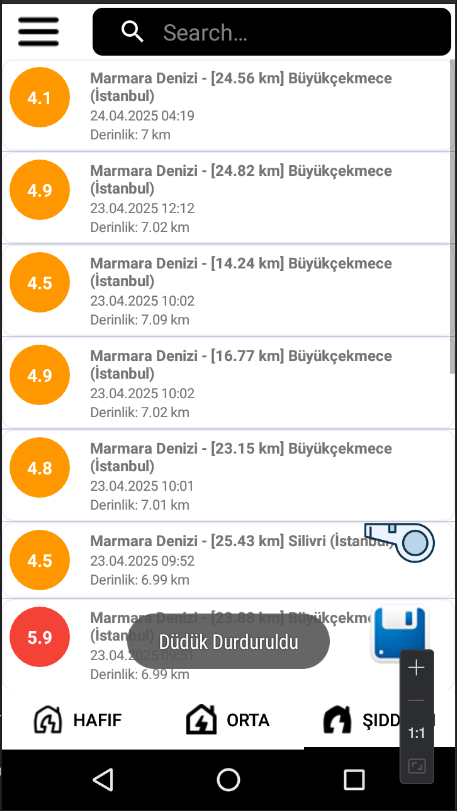 Search...
4.1
Marmara Denizi - [24.56 km] Büyükçekmece
(İstanbul)
24.04.2025 04:19
Derinlik: 7 km
4.9
Marmara Denizi - [24.82 km] Büyükçekmece
(İstanbul)
23.04.2025 12:12
Derinlik: 7.02 km
4.5
Marmara Denizi - [14.24 km] Büyükçekmece
(İstanbul)
23.04.2025 10:02
Derinlik: 7.09 km
4.9
Marmara Denizi - [16.77 km] Büyükçekmece
(İstanbul)
23.04.2025 10:02
Derinlik: 7.02 km
4.8
Marmara Denizi - [23.15 km] Büyükçekmece
(İstanbul)
23.04.2025 10:01
Derinlik: 7.01 km
4.5
Marmara Denizi - [25.43 km] Silivri (İstanbul)
23.04.2025 09:52
Derinlik: 6.99 km
5.9
Marmara Denizi - [23.88 km] Büyükçekm
(İstanbul)
23.04.2025 09:51
Derinlik: 6.99 km
Düdük Durduruldu
1:1
HAFIF
ORTA
ŞIDD